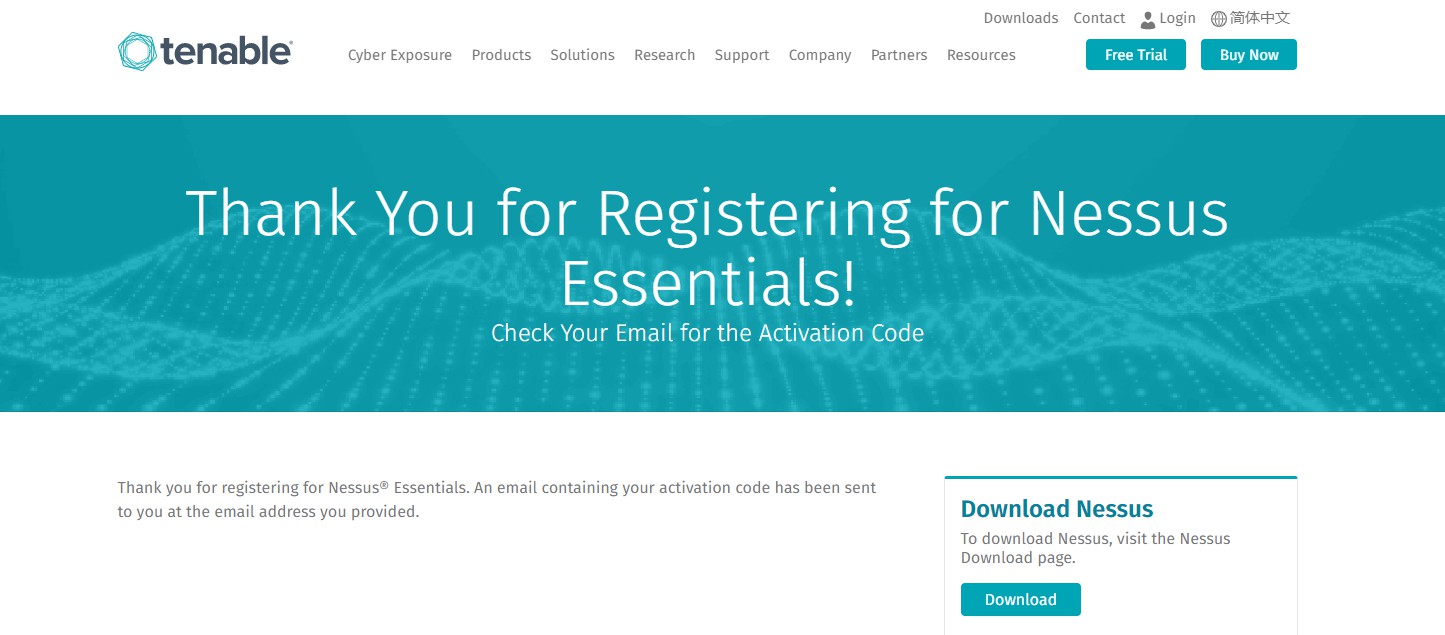 Downloads Contact Login 简体中文
tenable®
Cyber Exposure Products Solutions Research Support Company Partners Resources Free Trial Buy Now
Thank You for Registering for Nessus
Essentials!
Check Your Email for the Activation Code
Thank you for registering for Nessus® Essentials. An email containing your activation code has been sent
to you at the email address you provided.
Download Nessus
To download Nessus, visit the Nessus
Download page.
Download